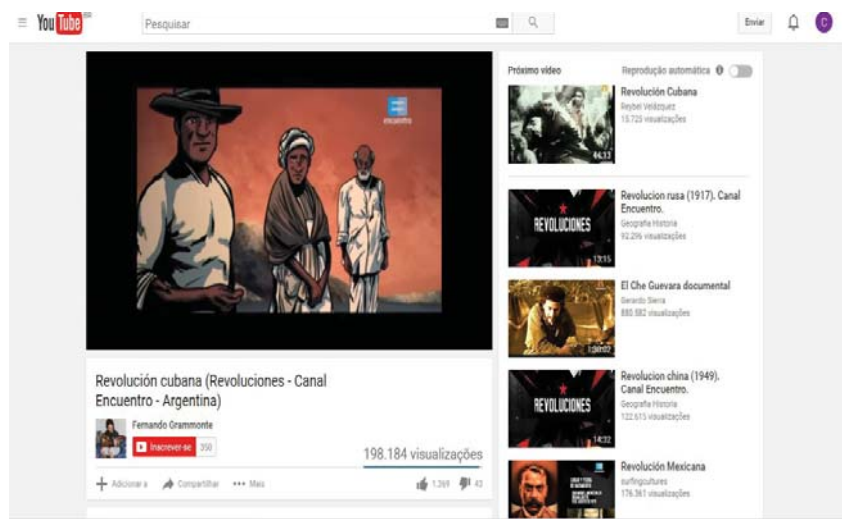 YouTube
Pesquisar
Enviar
C
encuentro
Próximo vídeo
Reprodução automática
Revolución Cubana
Reybel Velázquez
15.725 visualizações
44:33
Revolucion rusa (1917). Canal
Encuentro.
Geografia Historia
92.296 visualizações
REVOLUCIONES
13:15
El Che Guevara documental
Gerardo Sierra
880.582 visualizações
1:30:02
Revolucion china (1949).
Canal Encuentro.
Geografia Historia
122.615 visualizações
REVOLUCIONES
14:32
Revolución Mexicana
surfingcultures
176.361 visualizações
Revolución cubana (Revoluciones - Canal
Encuentro - Argentina)
Fernando Grammonte
Inscrever-se 350
198.184 visualizações
Adicionar a Compartilhar Mais
1.269 43